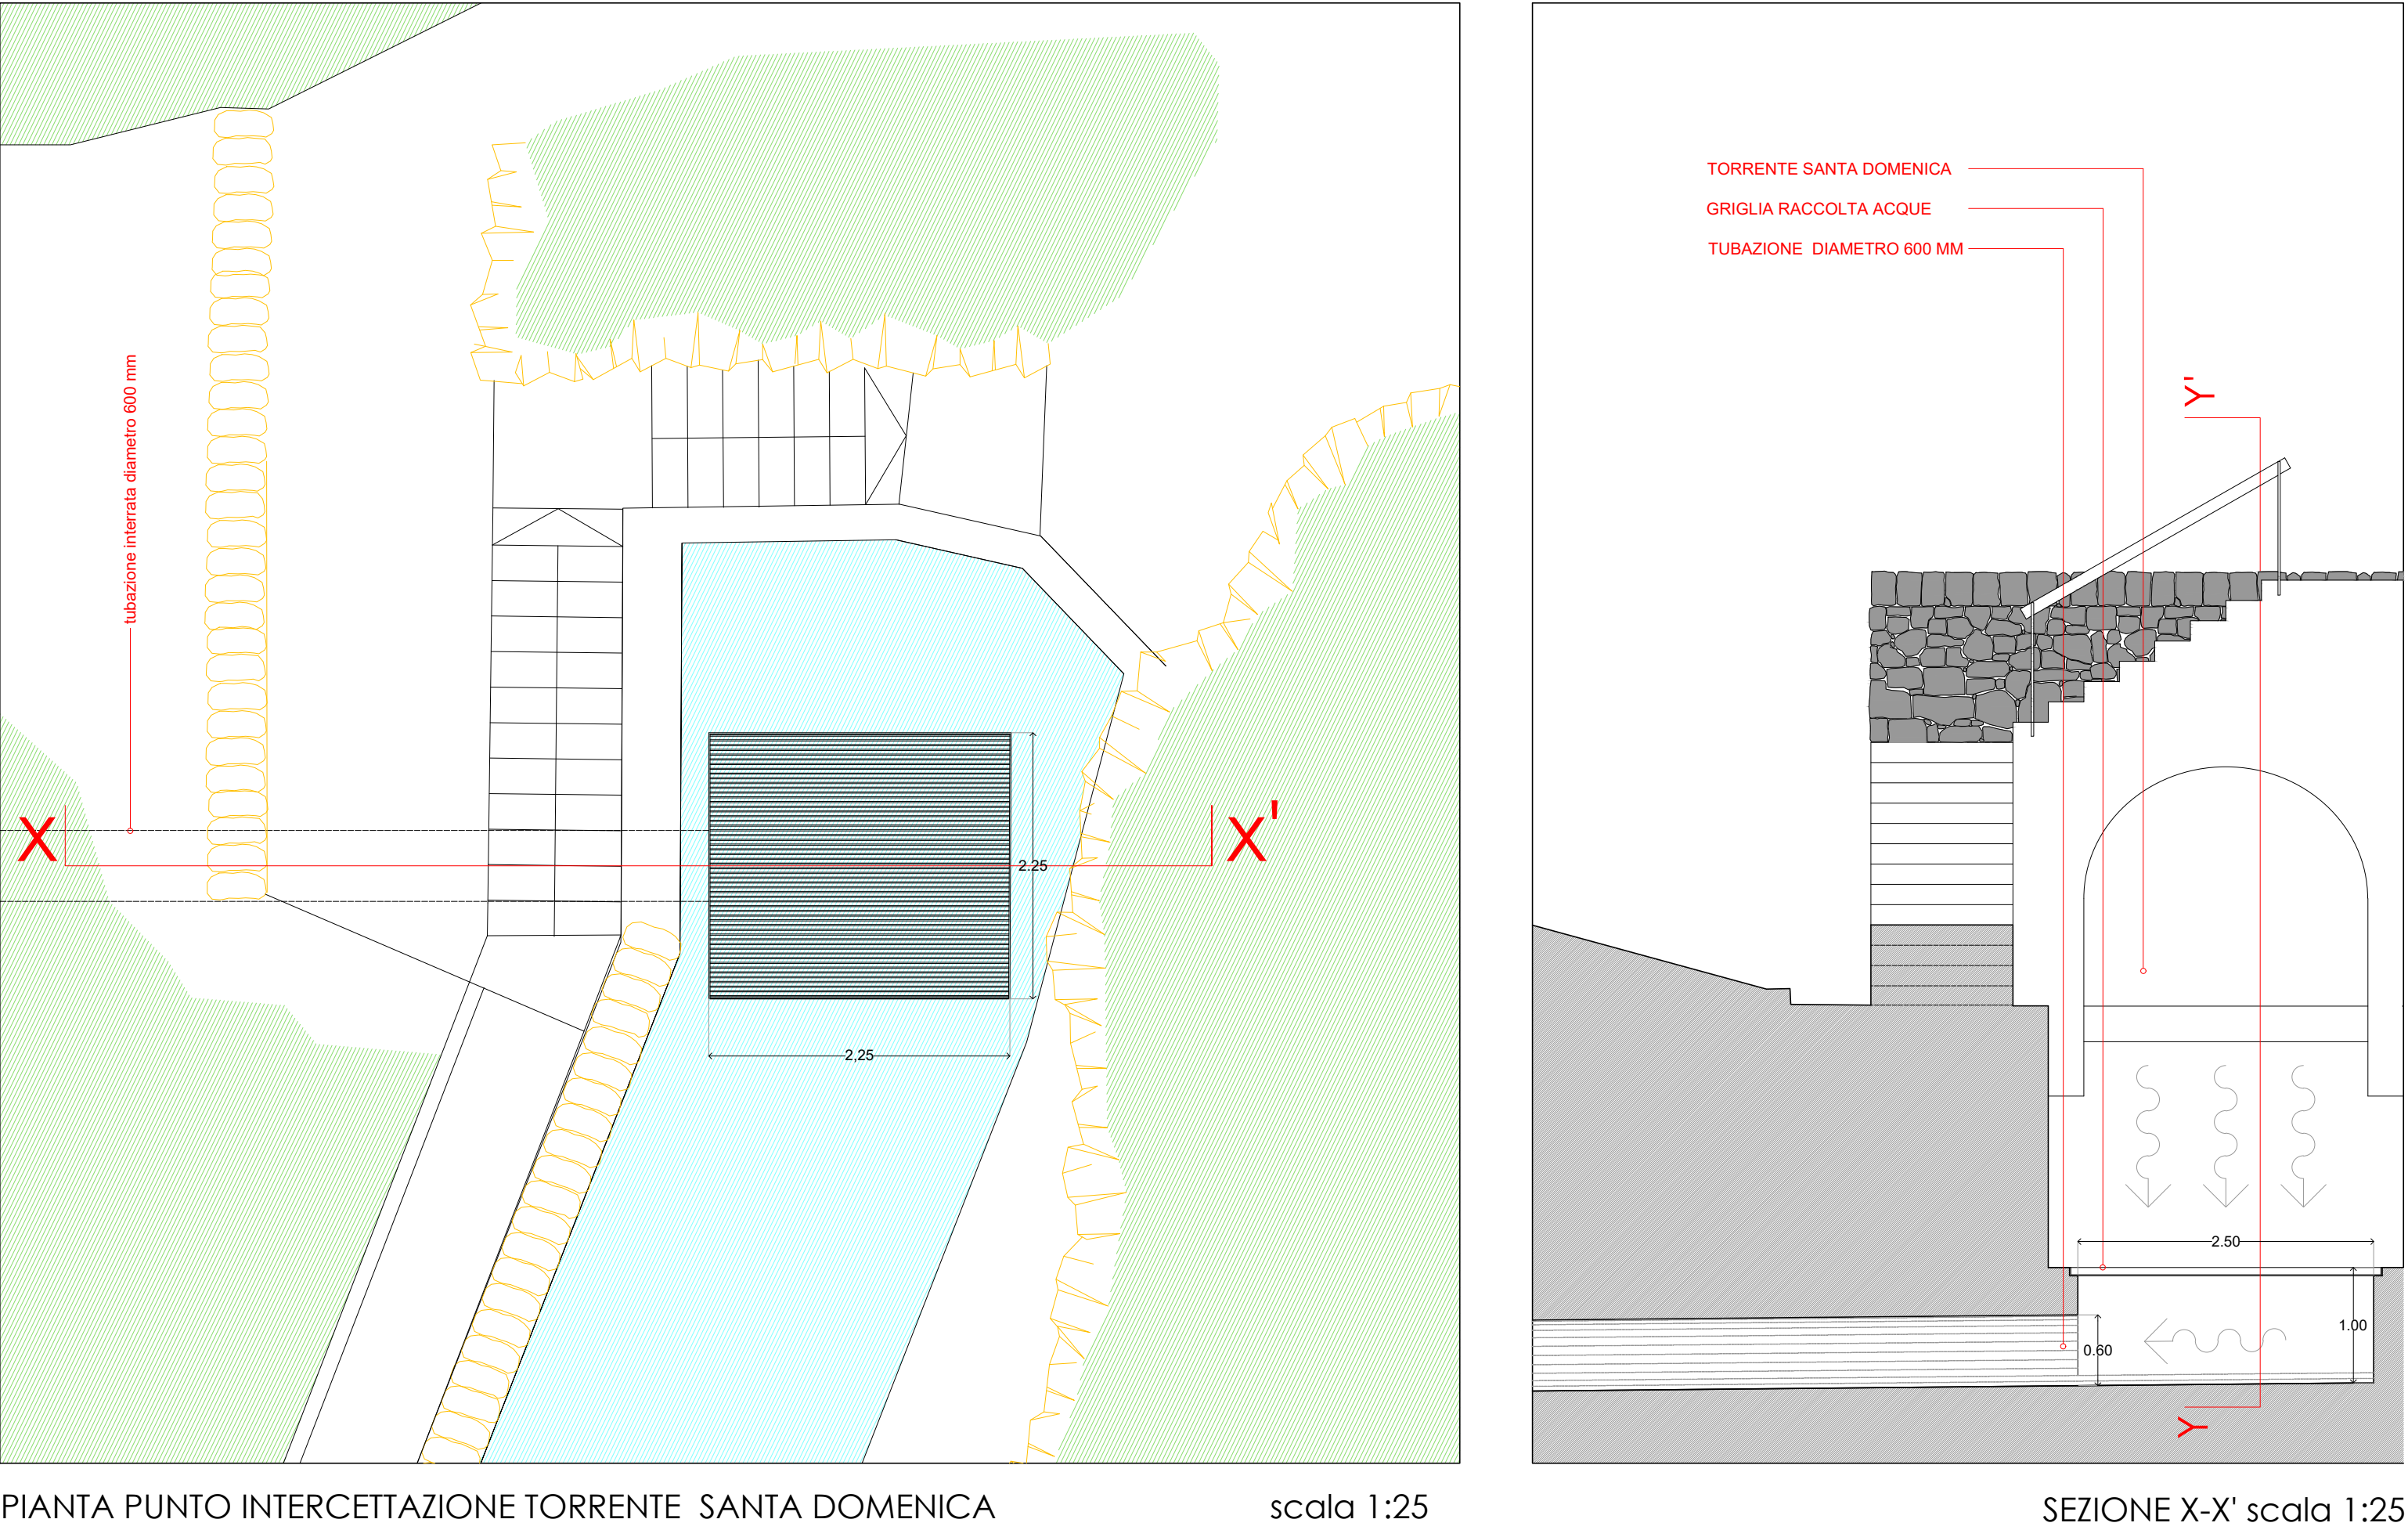 tubazione interrata diametro 600 mm
X
X'
2.25
2,25
PIANTA PUNTO INTERCETTAZIONE TORRENTE SANTA DOMENICA
scala 1:25
TORRENTE SANTA DOMENICA
GRIGLIA RACCOLTA ACQUE
TUBAZIONE DIAMETRO 600 MM
Y'
2.50
1.00
0.60
Y
SEZIONE X-X' scala 1:25